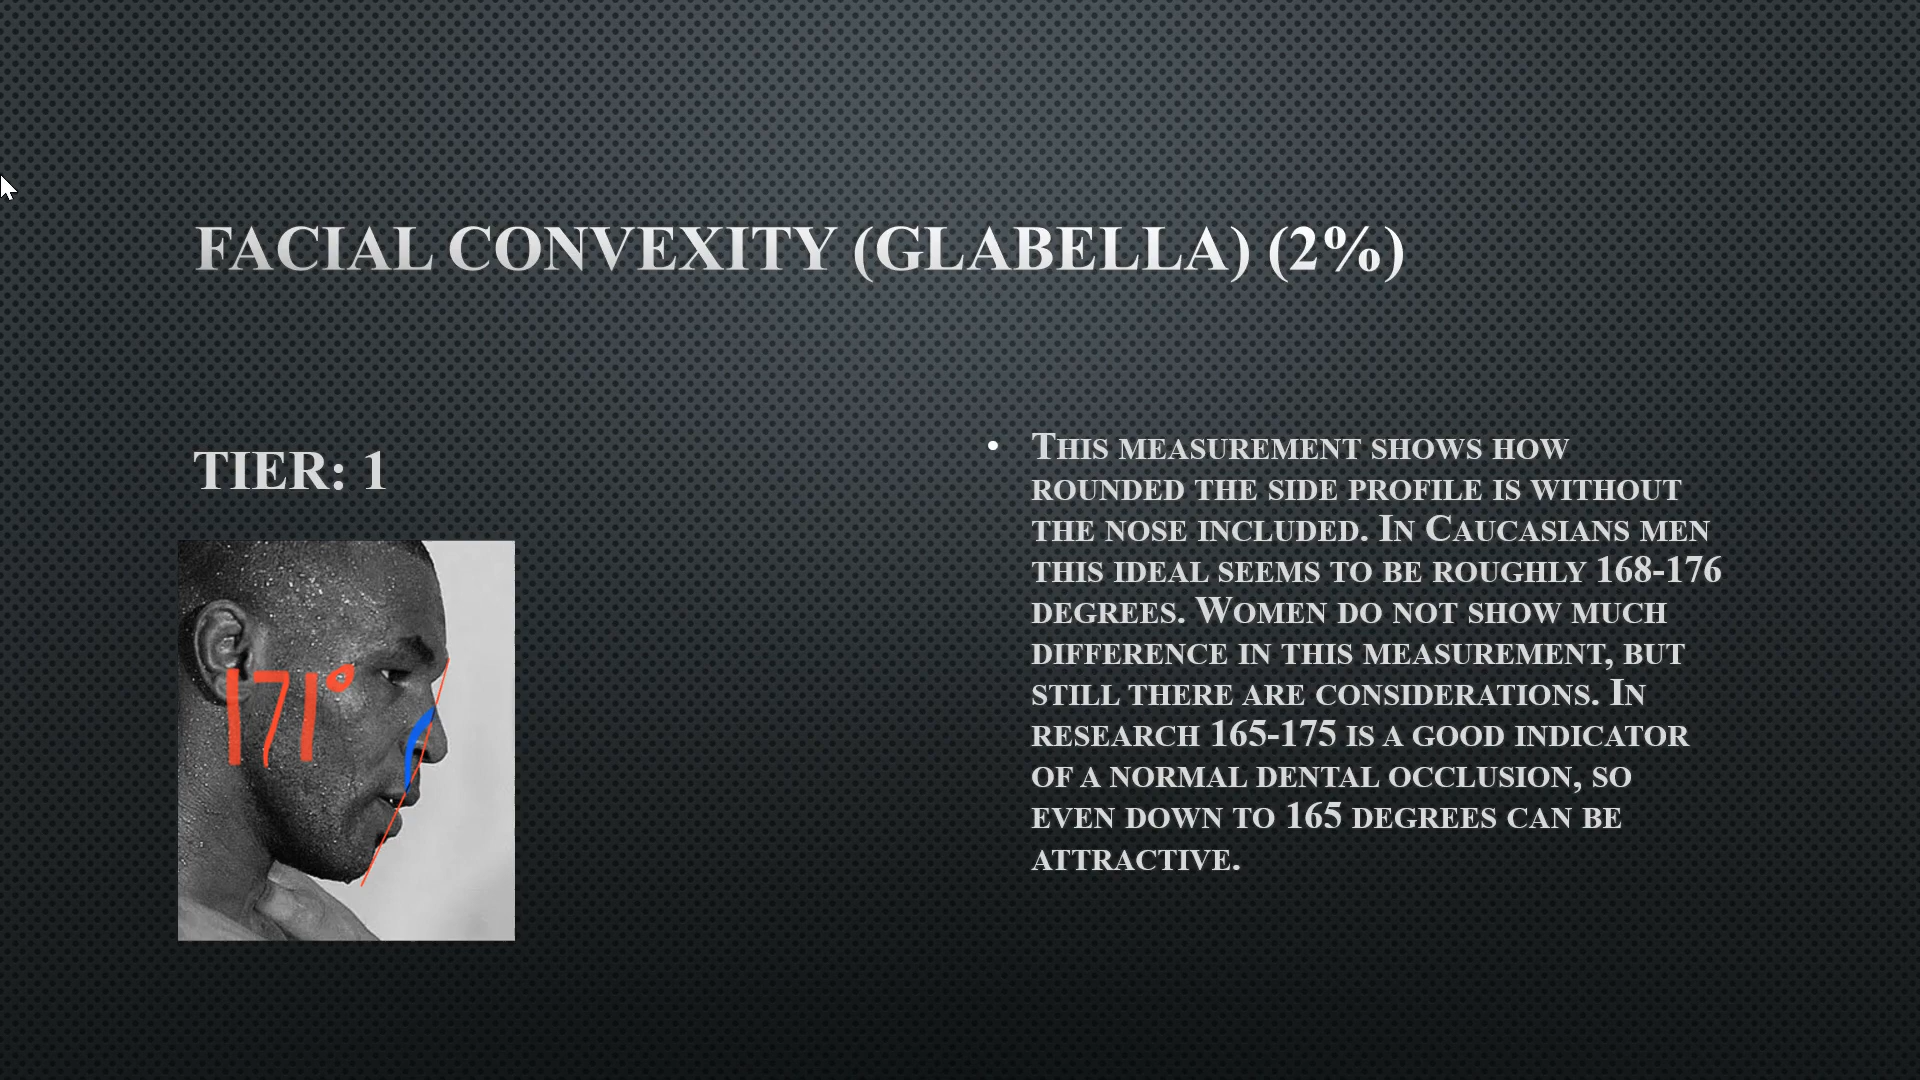 FACIAL CONVEXITY (GLABELLA) (2%)
TIER: 1
171°
• THIS MEASUREMENT SHOWS HOW
ROUNDED THE SIDE PROFILE IS WITHOUT
THE NOSE INCLUDED. IN CAUCASIANS MEN
THIS IDEAL SEEMS TO BE ROUGHLY 168-176
DEGREES. WOMEN DO NOT SHOW MUCH
DIFFERENCE IN THIS MEASUREMENT, BUT
STILL THERE ARE CONSIDERATIONS. IN
RESEARCH 165-175 IS A GOOD INDICATOR
OF A NORMAL DENTAL OCCLUSION, SO
EVEN DOWN TO 165 DEGREES CAN BE
ATTRACTIVE.